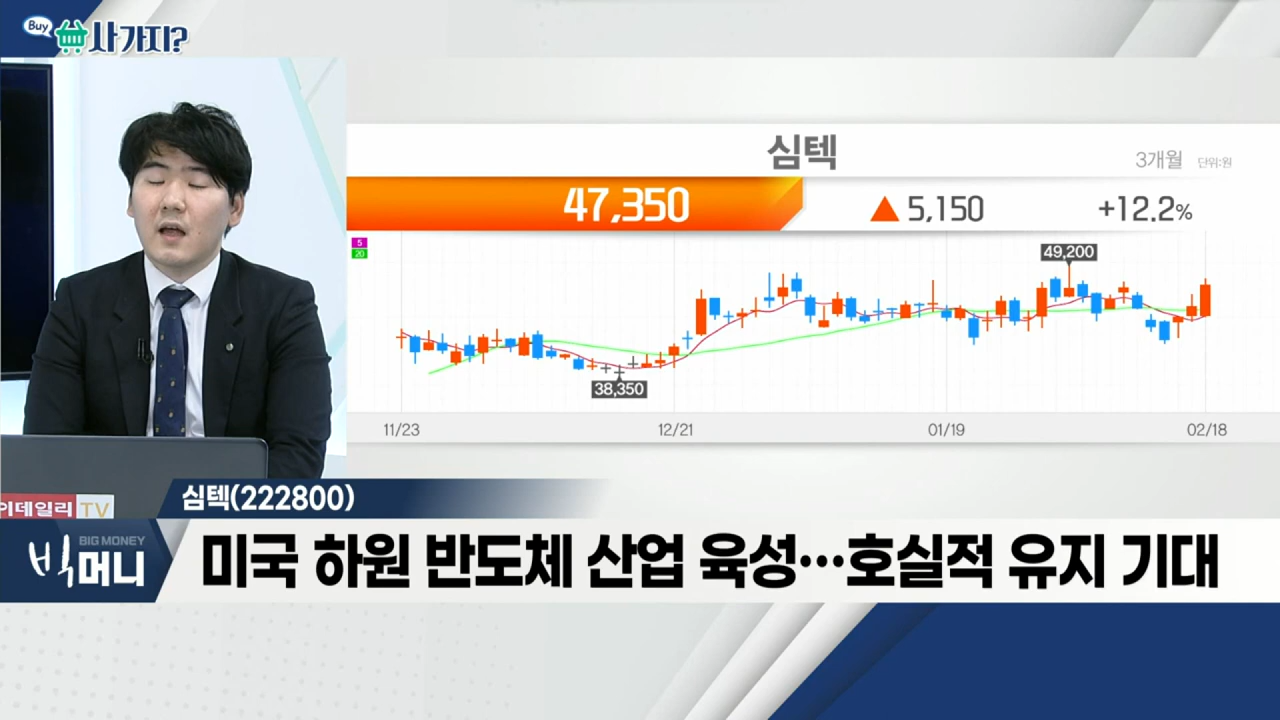 Buy
사가지?
심텍
3개월 단위:원
47,350 ▲ 5,150 +12.2%
5
20
49,200
38,350
11/23 12/21 01/19 02/18
심텍(222800)
이데일리 TV
BIG MONEY
빅머니
미국 하원 반도체 산업 육성…호실적 유지 기대